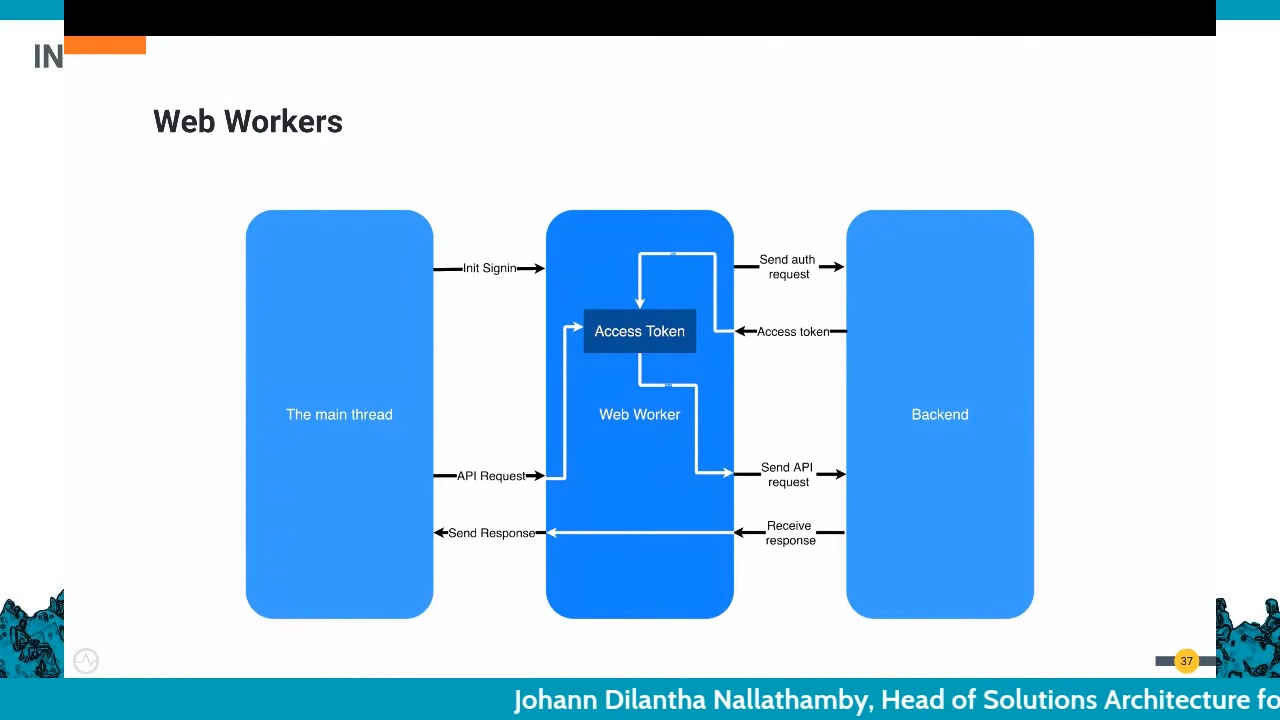 IN
Web Workers
Init Signin
Send auth
request
Access Token
Access token
The main thread
Web Worker
Backend
API Request
Send API
request
Send Response
Receive
response
37
Johann Dilantha Nallathamby, Head of Solutions Architecture fo